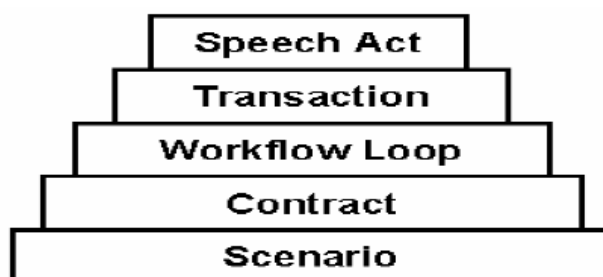 Speech Act
Transaction
Workflow Loop
Contract
Scenario